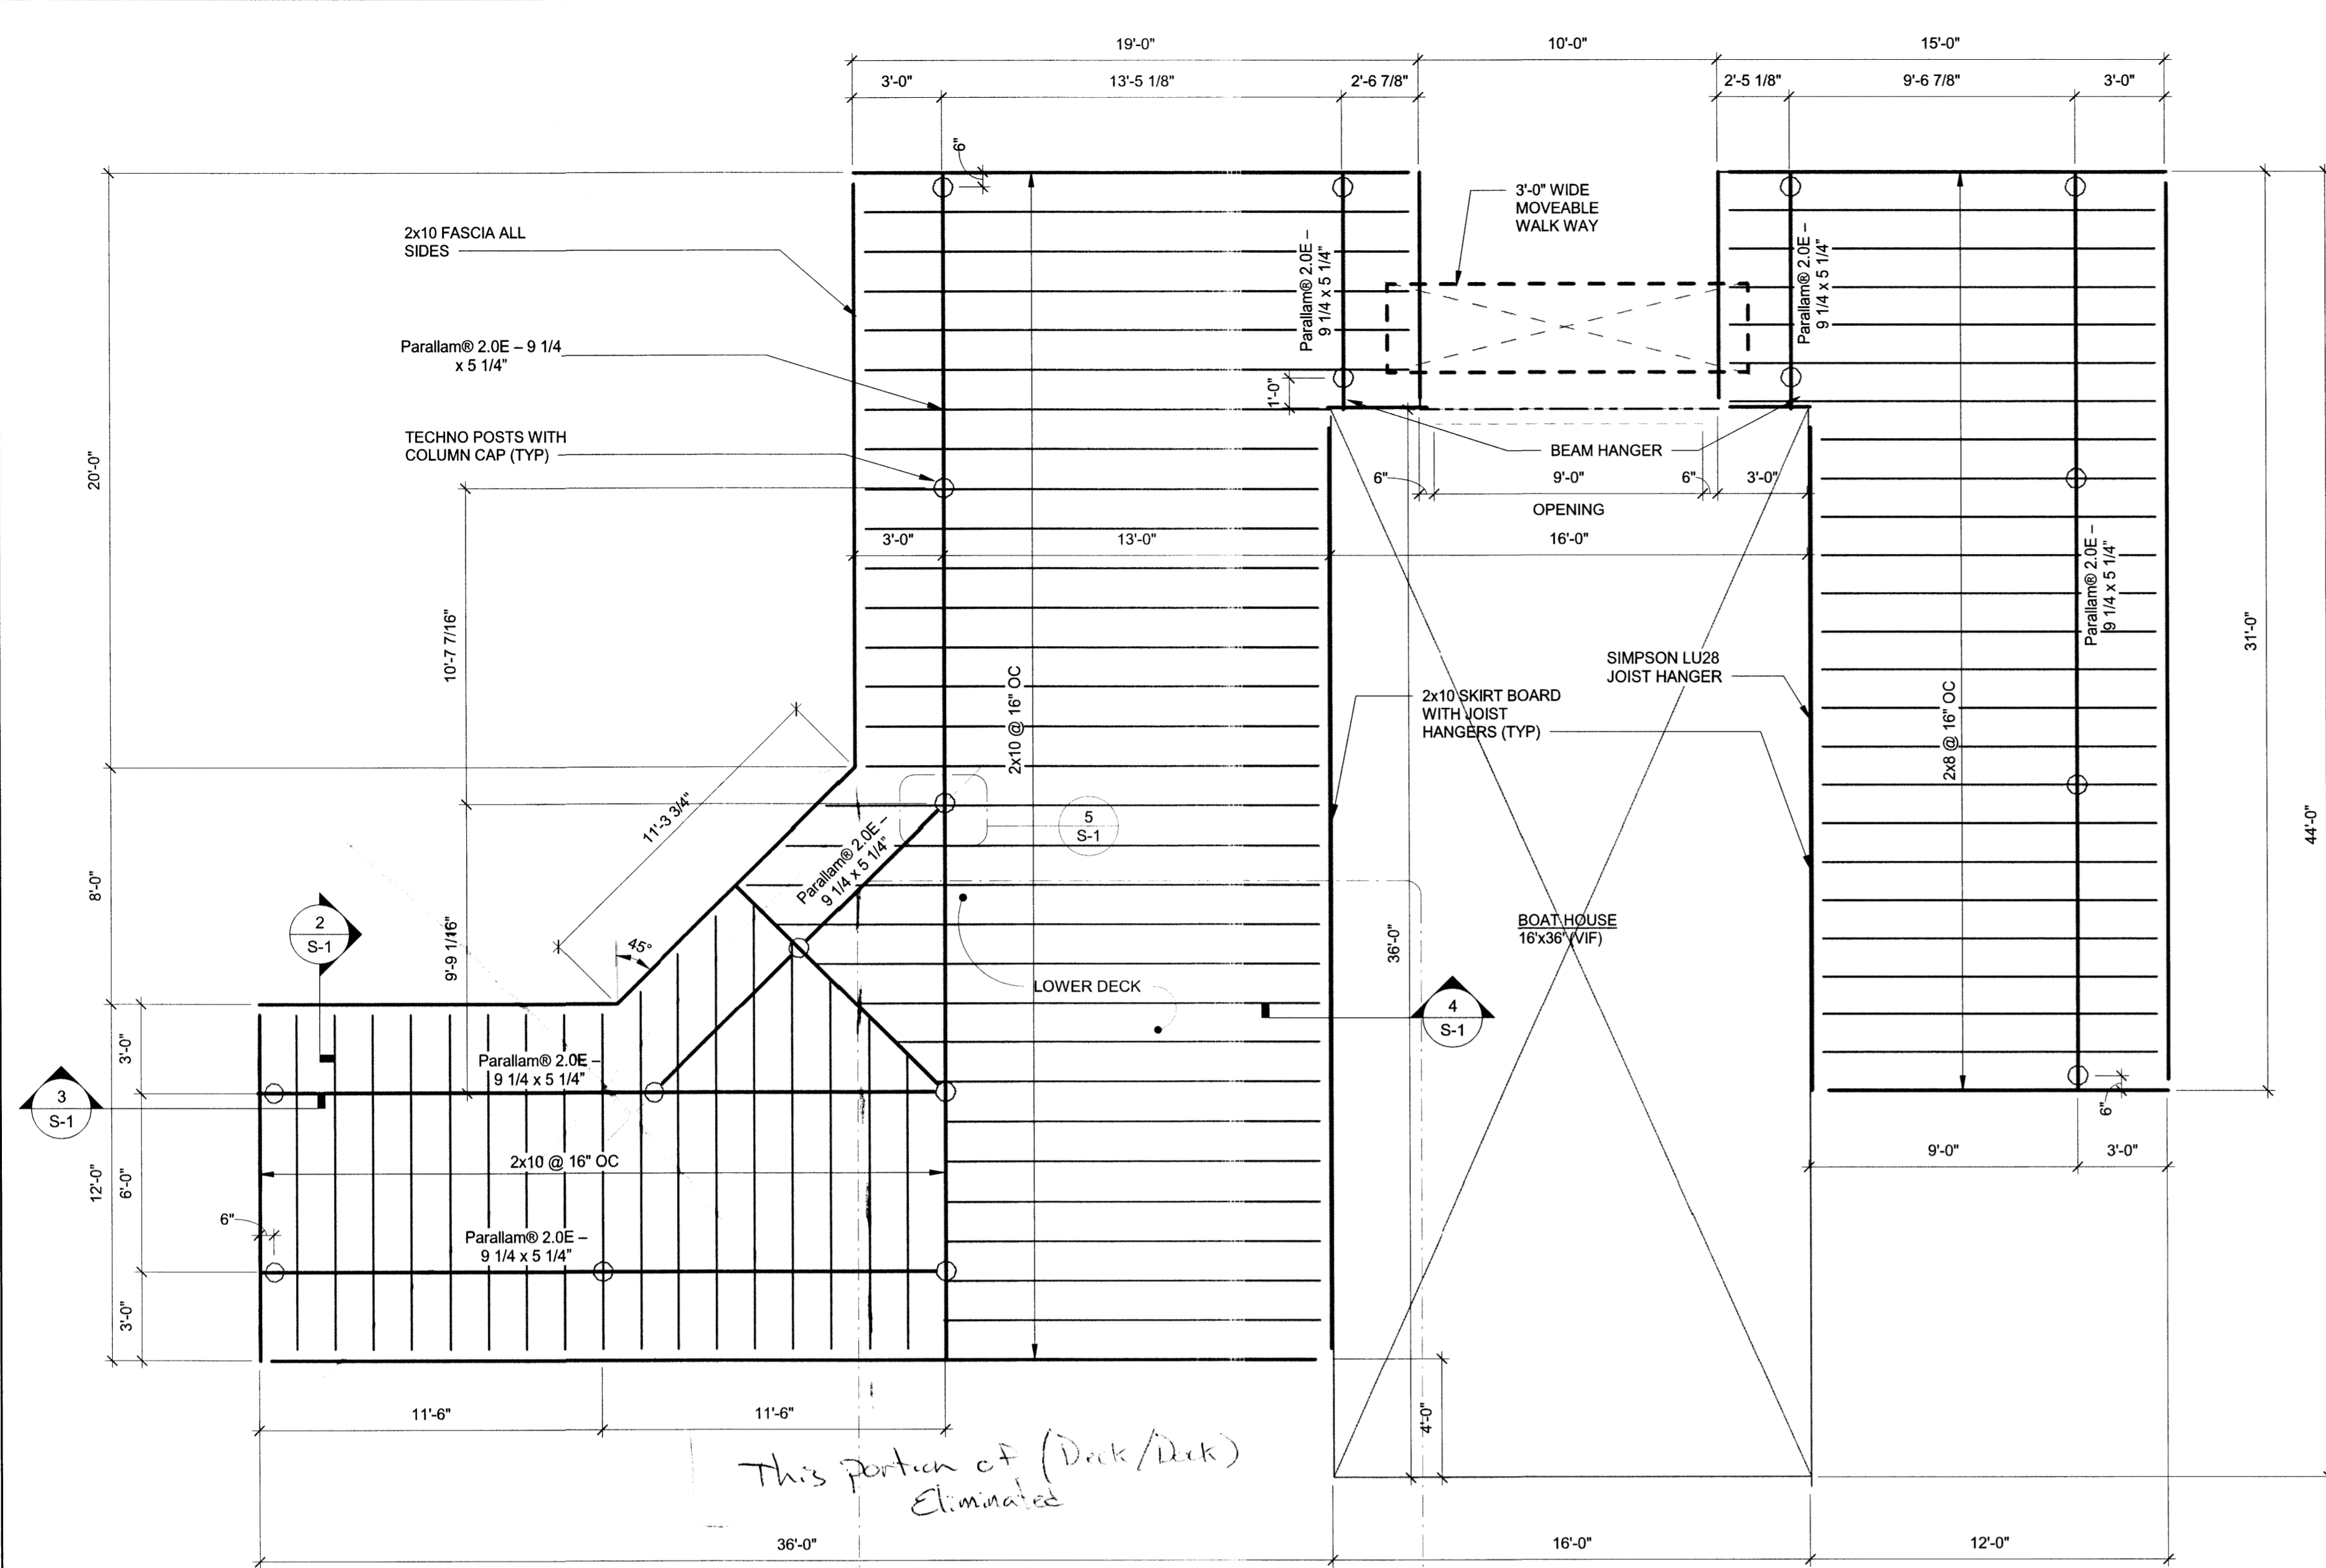 19'-0"
10'-0"
15'-0"
3'-0"
13'-5 1/8"
2'-6 7/8"
2'-5 1/8"
9'-6 7/8"
3'-0"
6"
3'-0" WIDE
MOVEABLE
WALK WAY
2x10 FASCIA ALL
SIDES
Parallam® 2.0E –
9 1/4 x 5 1/4"
Parallam® 2.0E –
9 1/4 x 5 1/4"
Parallam® 2.0E – 9 1/4
x 5 1/4"
1'-0"
TECHNO POSTS WITH
COLUMN CAP (TYP)
BEAM HANGER
20'-0"
6"
9'-0"
6"
3'-0"
OPENING
3'-0"
13'-0"
16'-0"
Parallam® 2.0E –
9 1/4 x 5 1/4"
31'-0"
10'-7 7/16"
SIMPSON LU28
JOIST HANGER
2x10 SKIRT BOARD
WITH JOIST
HANGERS (TYP)
2x10 @ 16" OC
2x8 @ 16" OC
11'-3 3/4"
5
S-1
44'-0"
Parallam® 2.0E –
9 1/4 x 5 1/4"
8'-0"
2
S-1
45°
9'-9 1/16"
BOAT HOUSE
16'x36' (VIF)
36'-0"
LOWER DECK
4
S-1
3'-0"
Parallam® 2.0E –
9 1/4 x 5 1/4"
3
S-1
6"
9'-0"
3'-0"
2x10 @ 16" OC
12'-0"
6'-0"
6"
Parallam® 2.0E –
9 1/4 x 5 1/4"
3'-0"
11'-6"
11'-6"
4'-0"
This portion of (Deck/Dock)
Eliminated
36'-0"
16'-0"
12'-0"